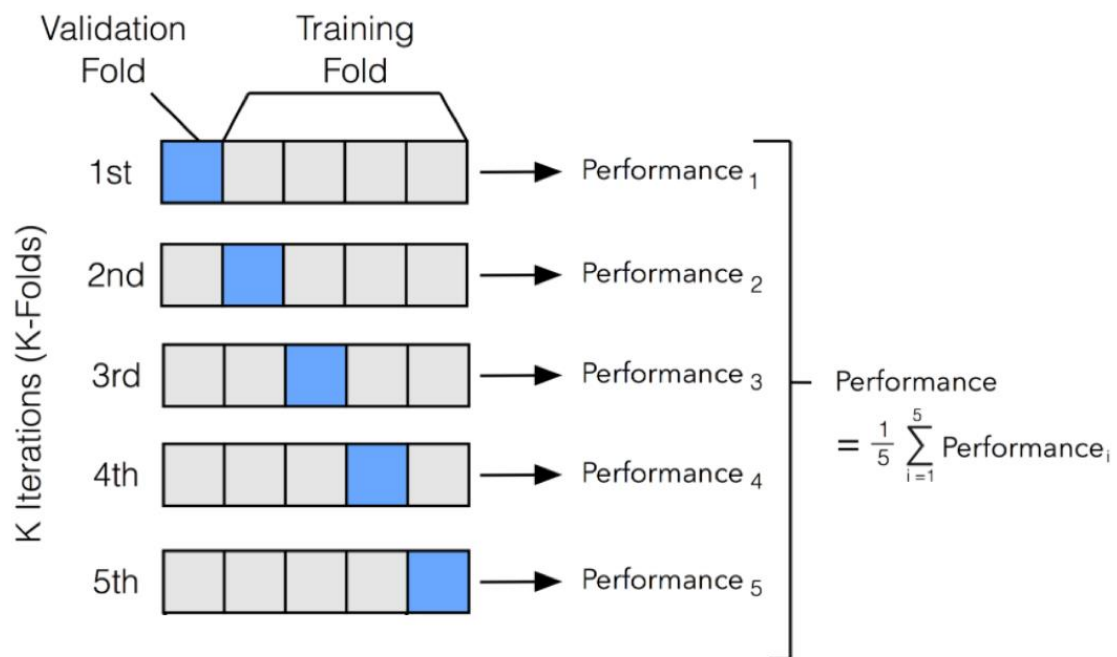 Validation
Fold
Training
Fold
K Iterations (K-Folds)
1st
Performance 1
2nd
Performance 2
3rd
Performance 3
4th
Performance 4
5th
Performance 5
Performance
= 1/5 5∑i=1 Performance i